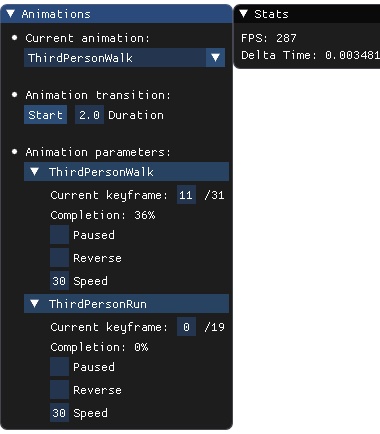 Animations
Current animation:
ThirdPersonWalk
Animation transition:
Start 2.0 Duration
Animation parameters:
ThirdPersonWalk
Current keyframe: 11 /31
Completion: 36%
Paused
Reverse
30 Speed
ThirdPersonRun
Current keyframe: 0 /19
Completion: 0%
Paused
Reverse
30 Speed
Stats
FPS: 287
Delta Time: 0.003481